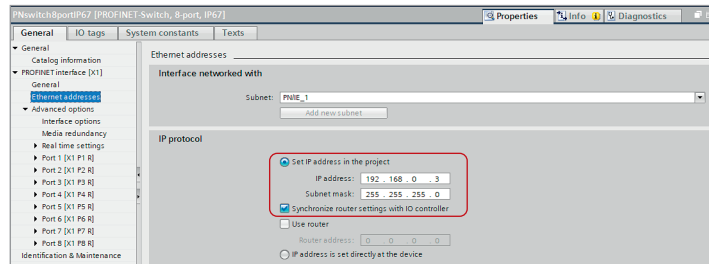 PNswitch8portIP67 [PROFINET-Switch, 8-port, IP67]
Properties Info Diagnostics
General IO tags System constants Texts
General
Catalog information
PROFINET interface [X1]
General
Ethernet addresses
Advanced options
Interface options
Media redundancy
Real time settings
Port 1 [X1 P1 R]
Port 2 [X1 P2 R]
Port 3 [X1 P3 R]
Port 4 [X1 P4 R]
Port 5 [X1 P5 R]
Port 6 [X1 P6 R]
Port 7 [X1 P7 R]
Port 8 [X1 P8 R]
Identification & Maintenance
Ethernet addresses
Interface networked with
Subnet: PN/IE_1
Add new subnet
IP protocol
Set IP address in the project
IP address: 192 . 168 . 0 . 3
Subnet mask: 255 . 255 . 255 . 0
Synchronize router settings with IO controller
Use router
Router address: 0 . 0 . 0 . 0
IP address is set directly at the device